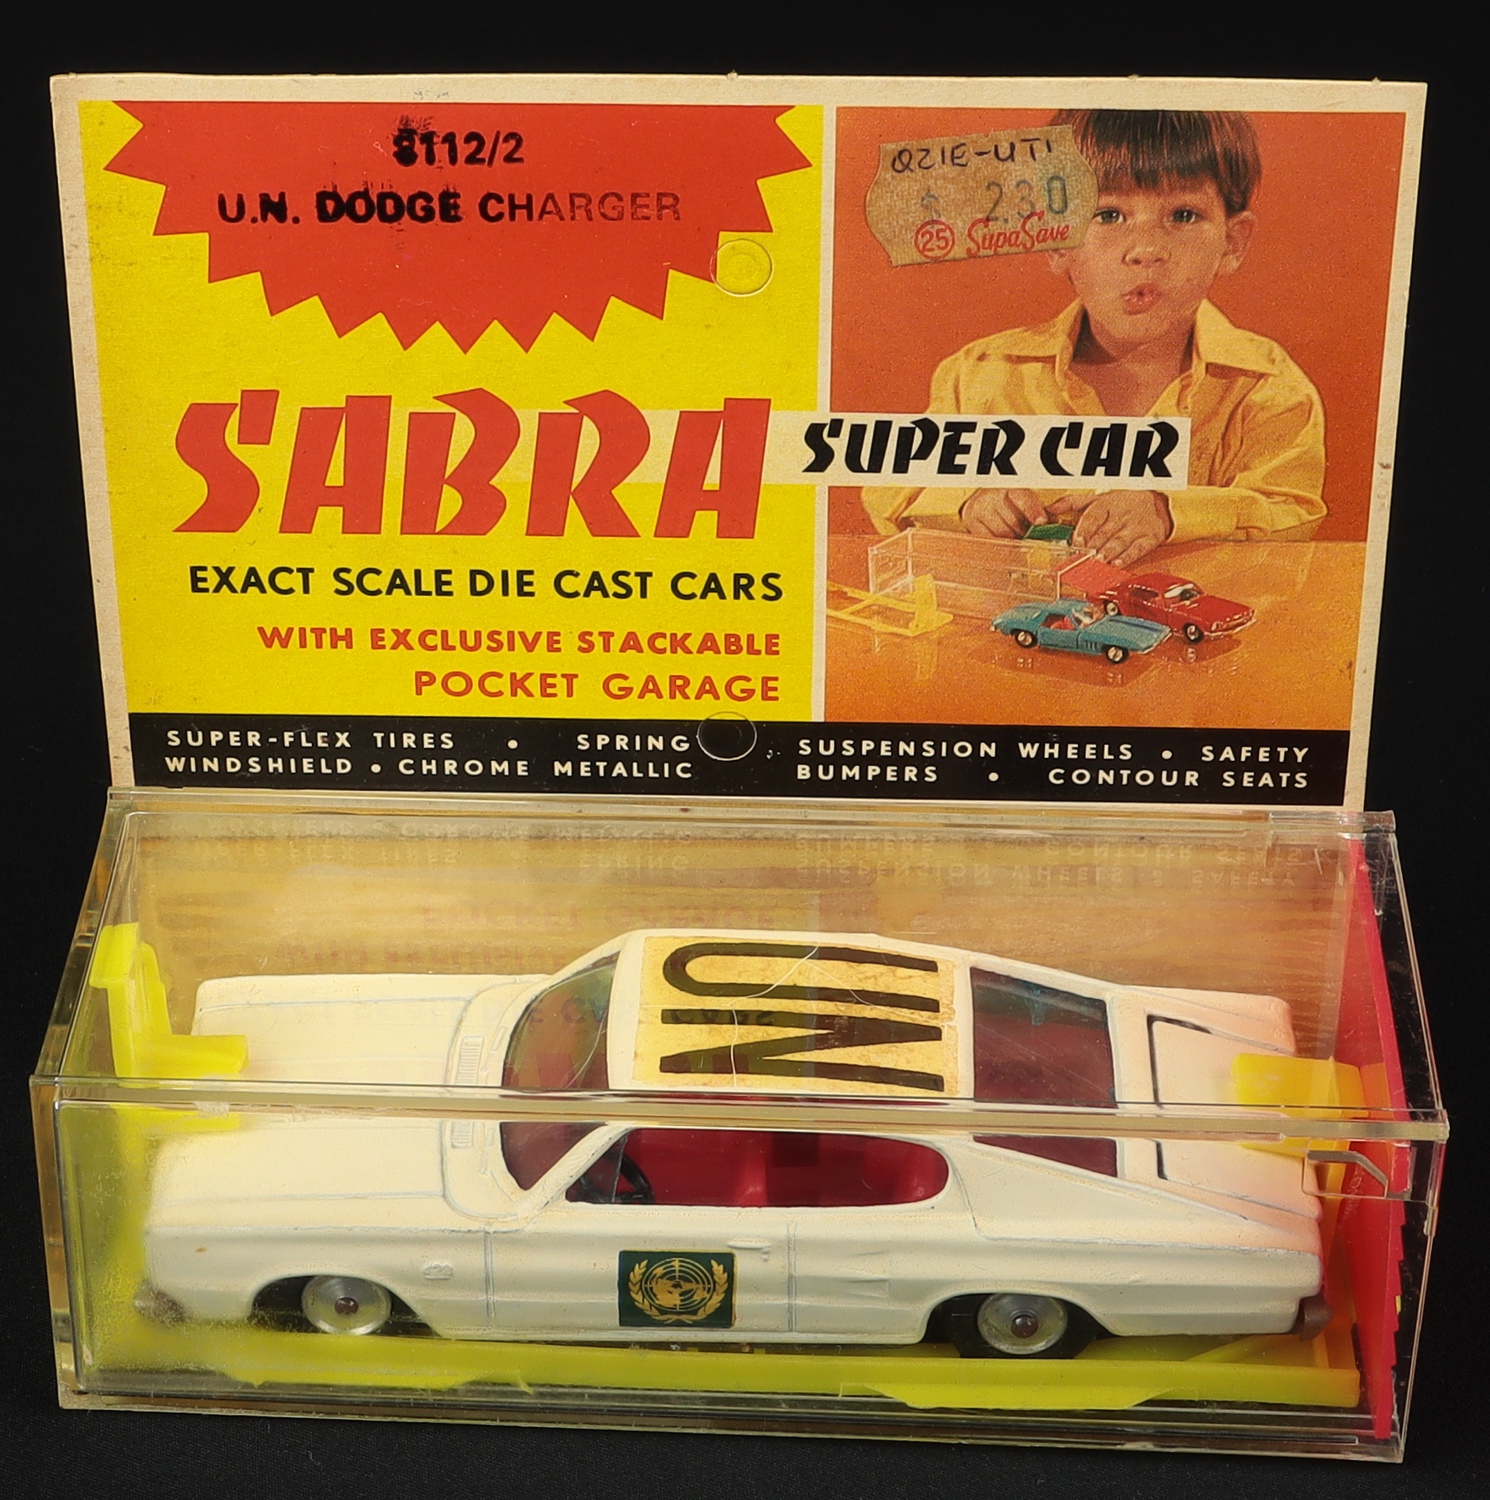 8112/2
U.N. DODGE CHARGER
QZIE-UTI
$ 2.30
25 SupaSave
SABRA
SUPER CAR
EXACT SCALE DIE CAST CARS
WITH EXCLUSIVE STACKABLE
POCKET GARAGE
SUPER-FLEX TIRES • SPRING SUSPENSION WHEELS • SAFETY
WINDSHIELD • CHROME METALLIC BUMPERS • CONTOUR SEATS
UN